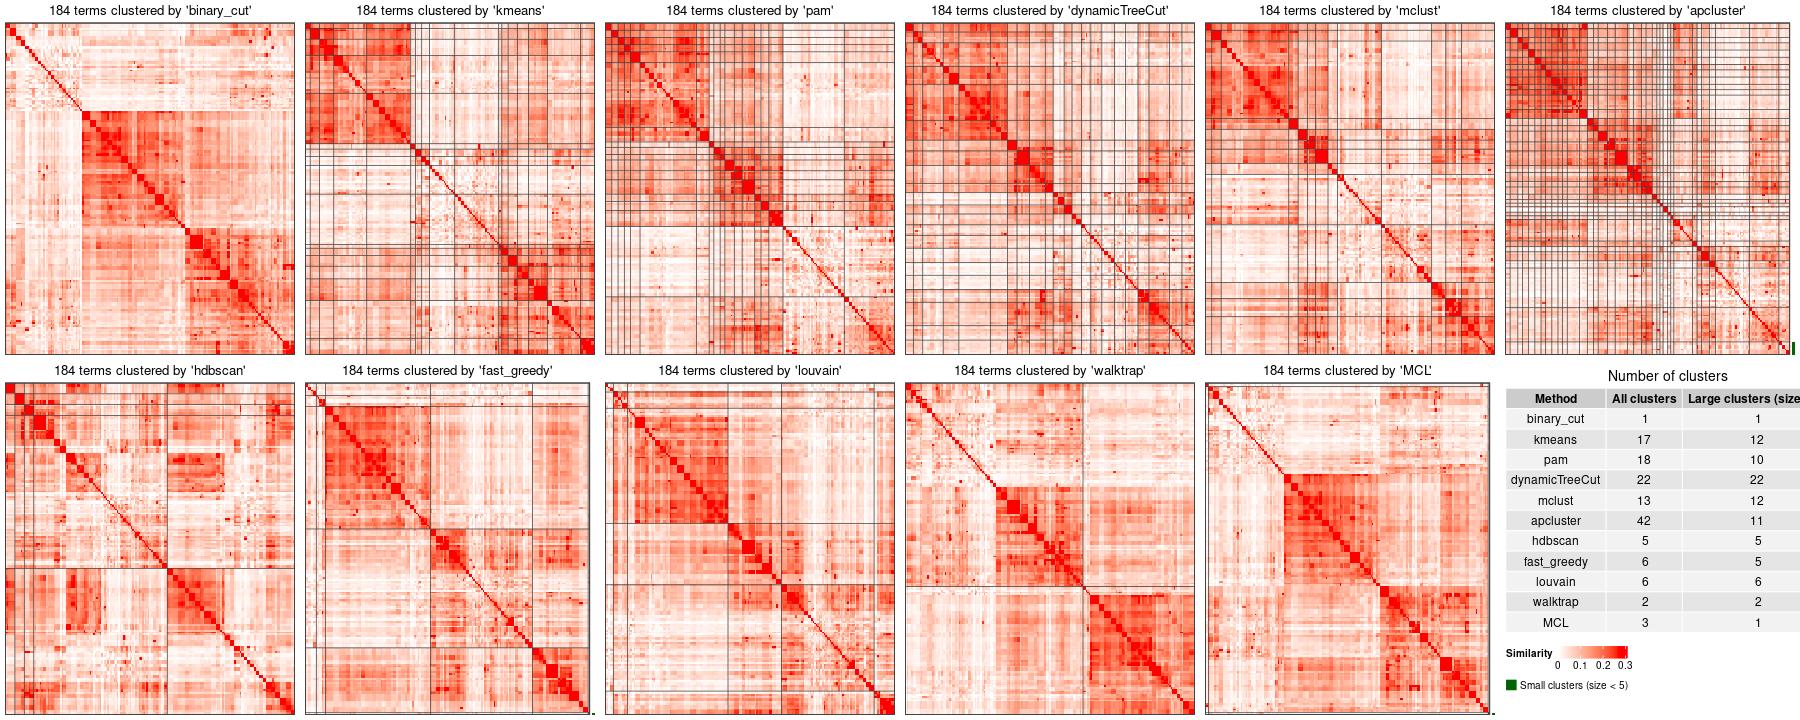 184 terms clustered by 'binary_cut'
184 terms clustered by 'kmeans'
184 terms clustered by 'pam'
184 terms clustered by 'dynamicTreeCut'
184 terms clustered by 'mclust'
184 terms clustered by 'apcluster'
184 terms clustered by 'hdbscan'
184 terms clustered by 'fast_greedy'
184 terms clustered by 'louvain'
184 terms clustered by 'walktrap'
184 terms clustered by 'MCL'
Number of clusters
Method All clusters Large clusters (size
binary_cut 1 1
kmeans 17 12
pam 18 10
dynamicTreeCut 22 22
mclust 13 12
apcluster 42 11
hdbscan 5 5
fast_greedy 6 5
louvain 6 6
walktrap 2 2
MCL 3 1
Similarity
0 0.1 0.2 0.3
Small clusters (size < 5)